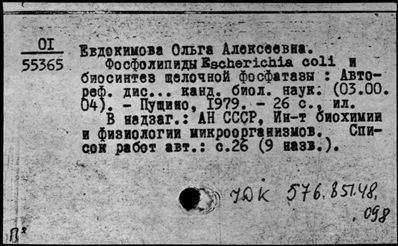 OI
55365
Евдокимова Ольга Алексеевна.
Фосфолипиды Escherichia coli и
биосинтез щелочной фосфатазы : Авто-
реф. дис... канд. биол. наук: (03.00.
04). - Пущино, 1979. - 26 с., ил.
В надзаг.: АН СССР, Ин-т биохимии
и физиологии микроорганизмов. Спи-
сок работ авт.: с.26 (9 назв.).
УДК 576.851.48.
.098
П²